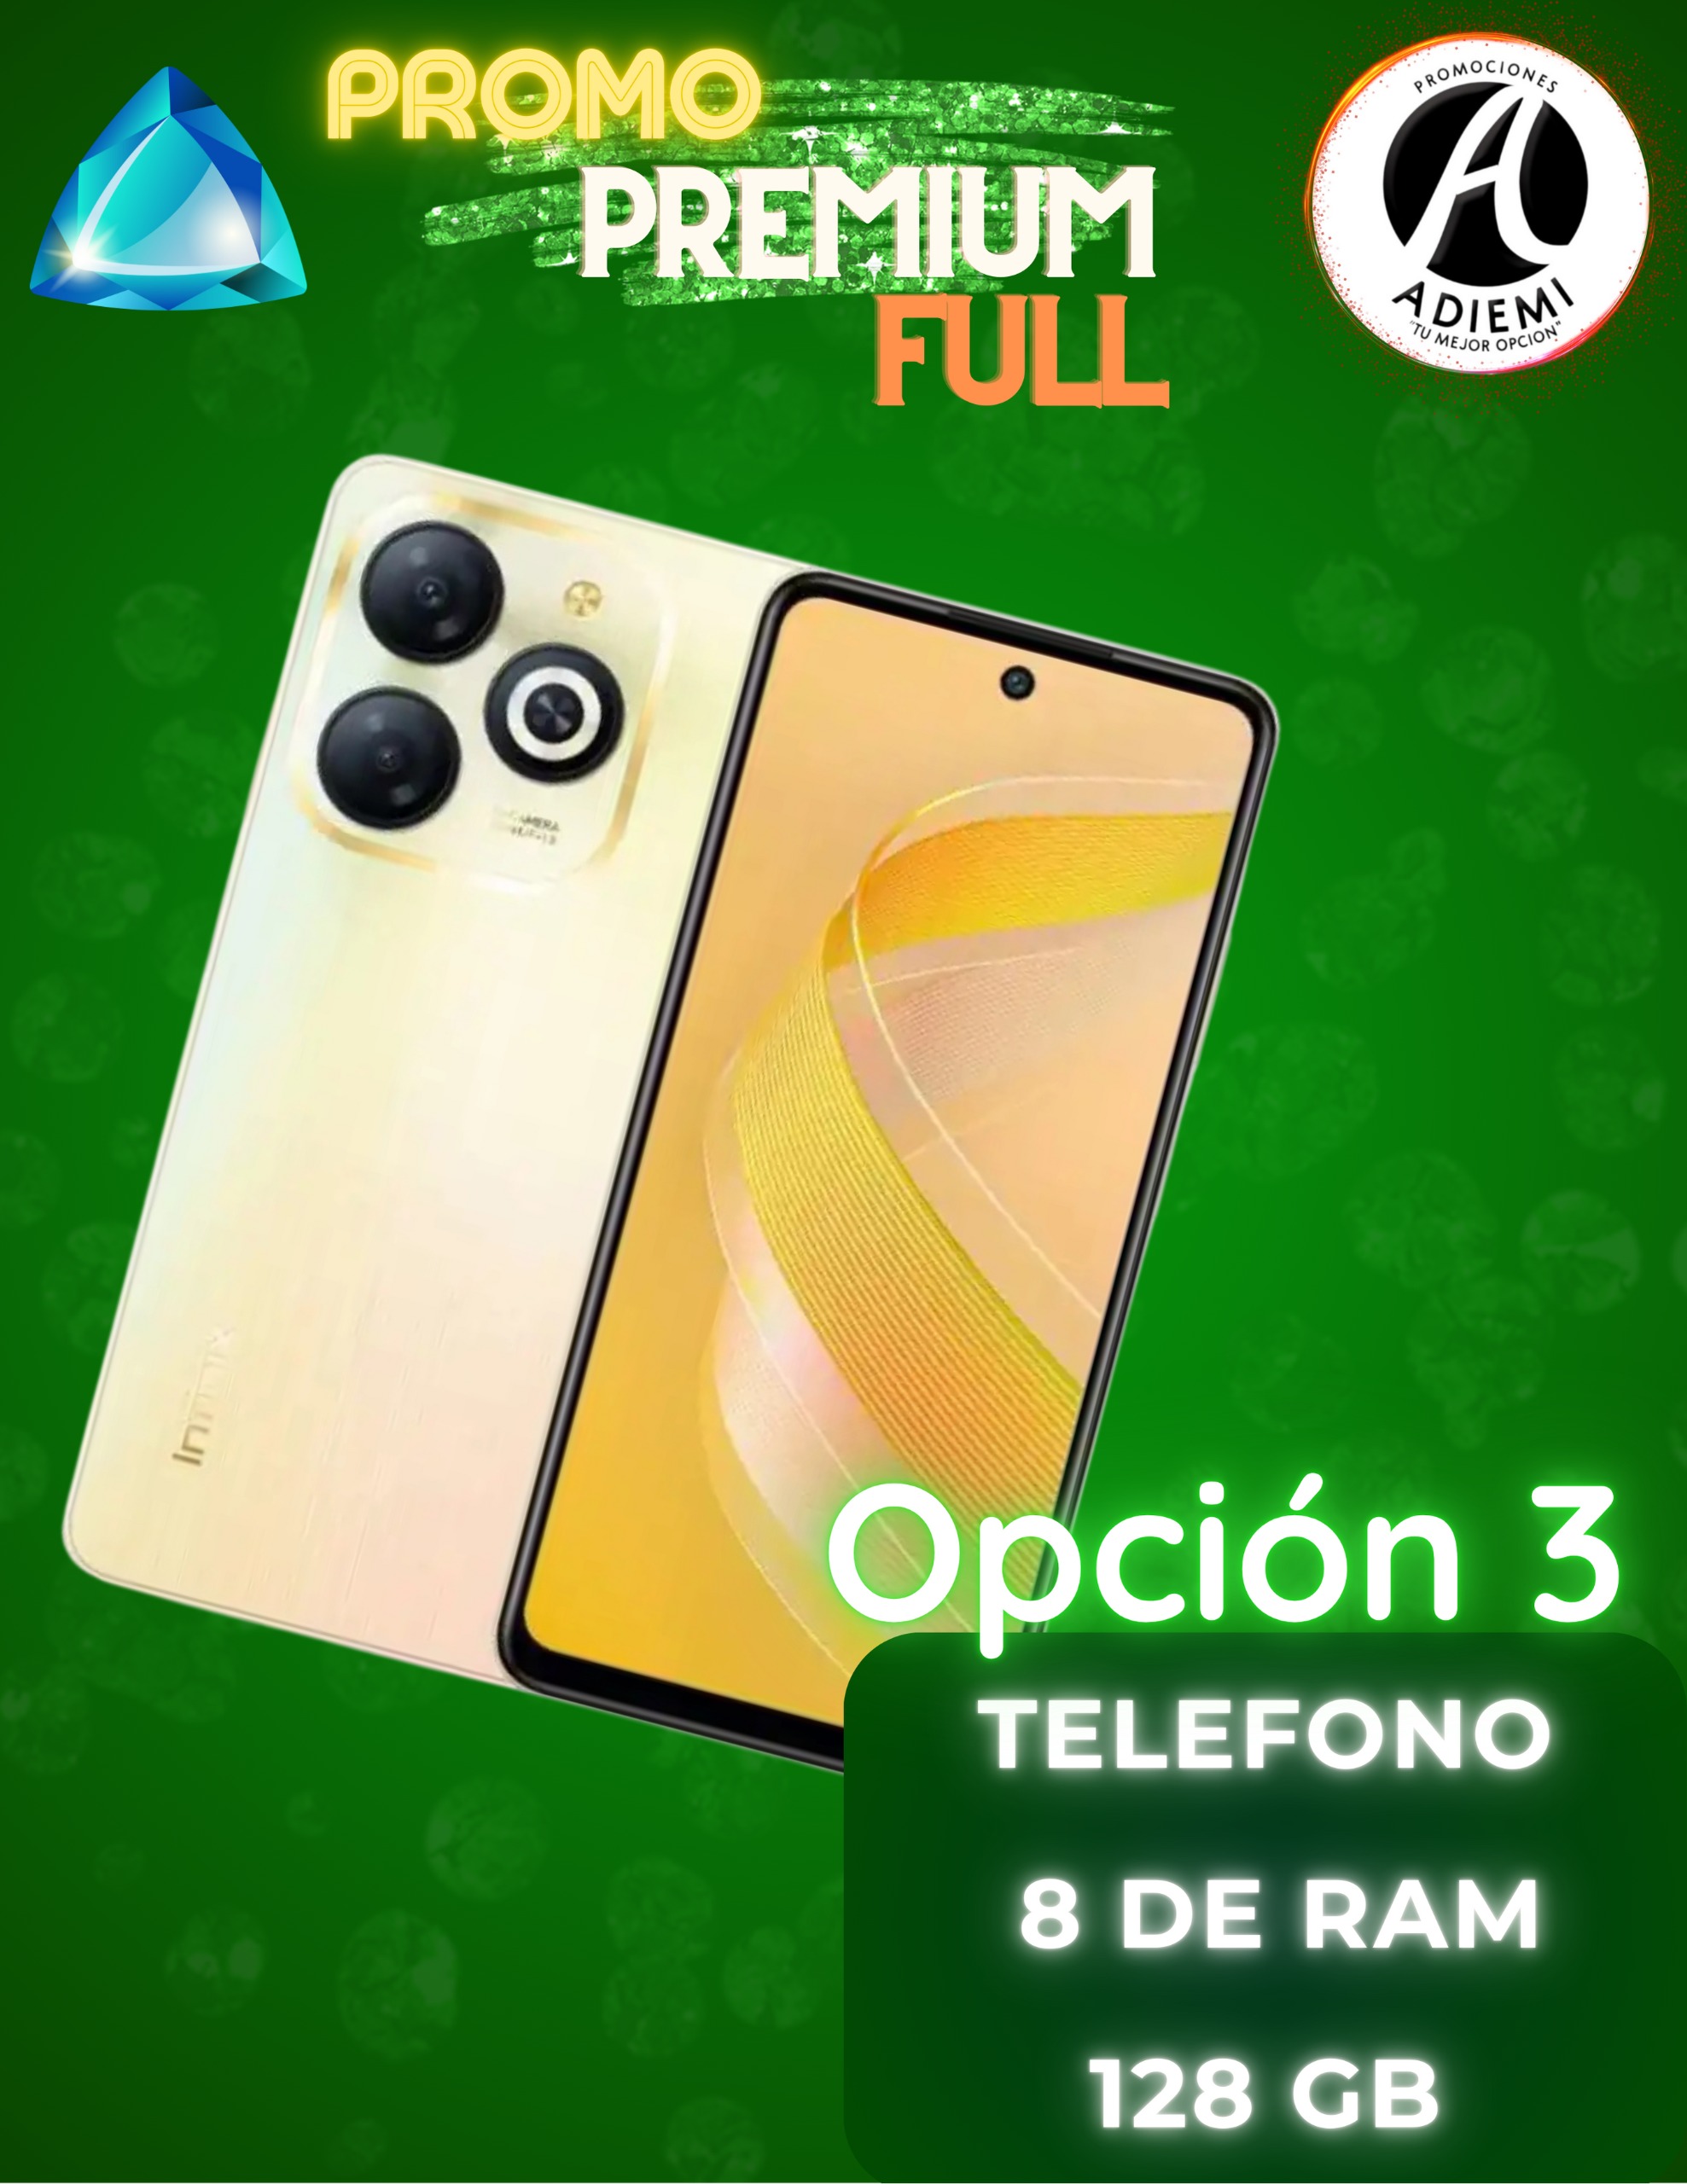 PROMO
PREMIUM
FULL
PROMOCIONES
A
ADIEMI
"TU MEJOR OPCION"
Infinix
Opción 3
TELEFONO
8 DE RAM
128 GB